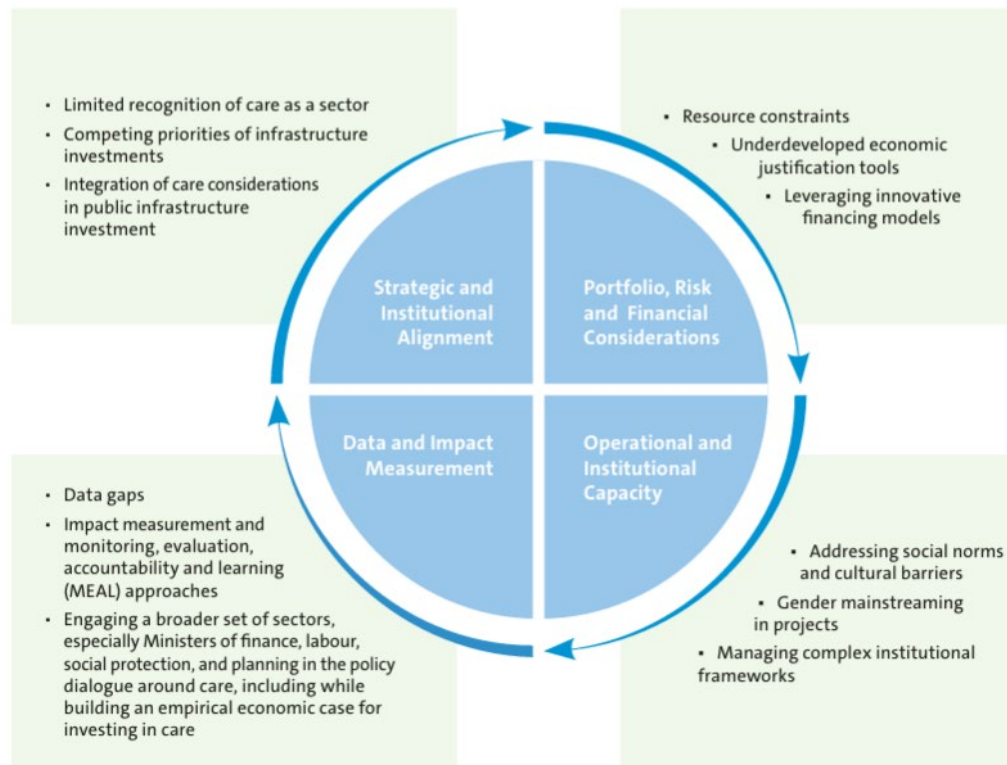 • Limited recognition of care as a sector
• Competing priorities of infrastructure
investments
• Integration of care considerations
in public infrastructure
investment
▪ Resource constraints
▪ Underdeveloped economic
justification tools
▪ Leveraging innovative
financing models
Strategic and
Institutional
Alignment
Portfolio, Risk
and Financial
Considerations
Data and Impact
Measurement
Operational and
Institutional
Capacity
• Data gaps
• Impact measurement and
monitoring, evaluation,
accountability and learning
(MEAL) approaches
• Engaging a broader set of sectors,
especially Ministers of finance, labour,
social protection, and planning in the policy
dialogue around care, including while
building an empirical economic case for
investing in care
▪ Addressing social norms
and cultural barriers
▪ Gender mainstreaming
in projects
▪ Managing complex institutional
frameworks